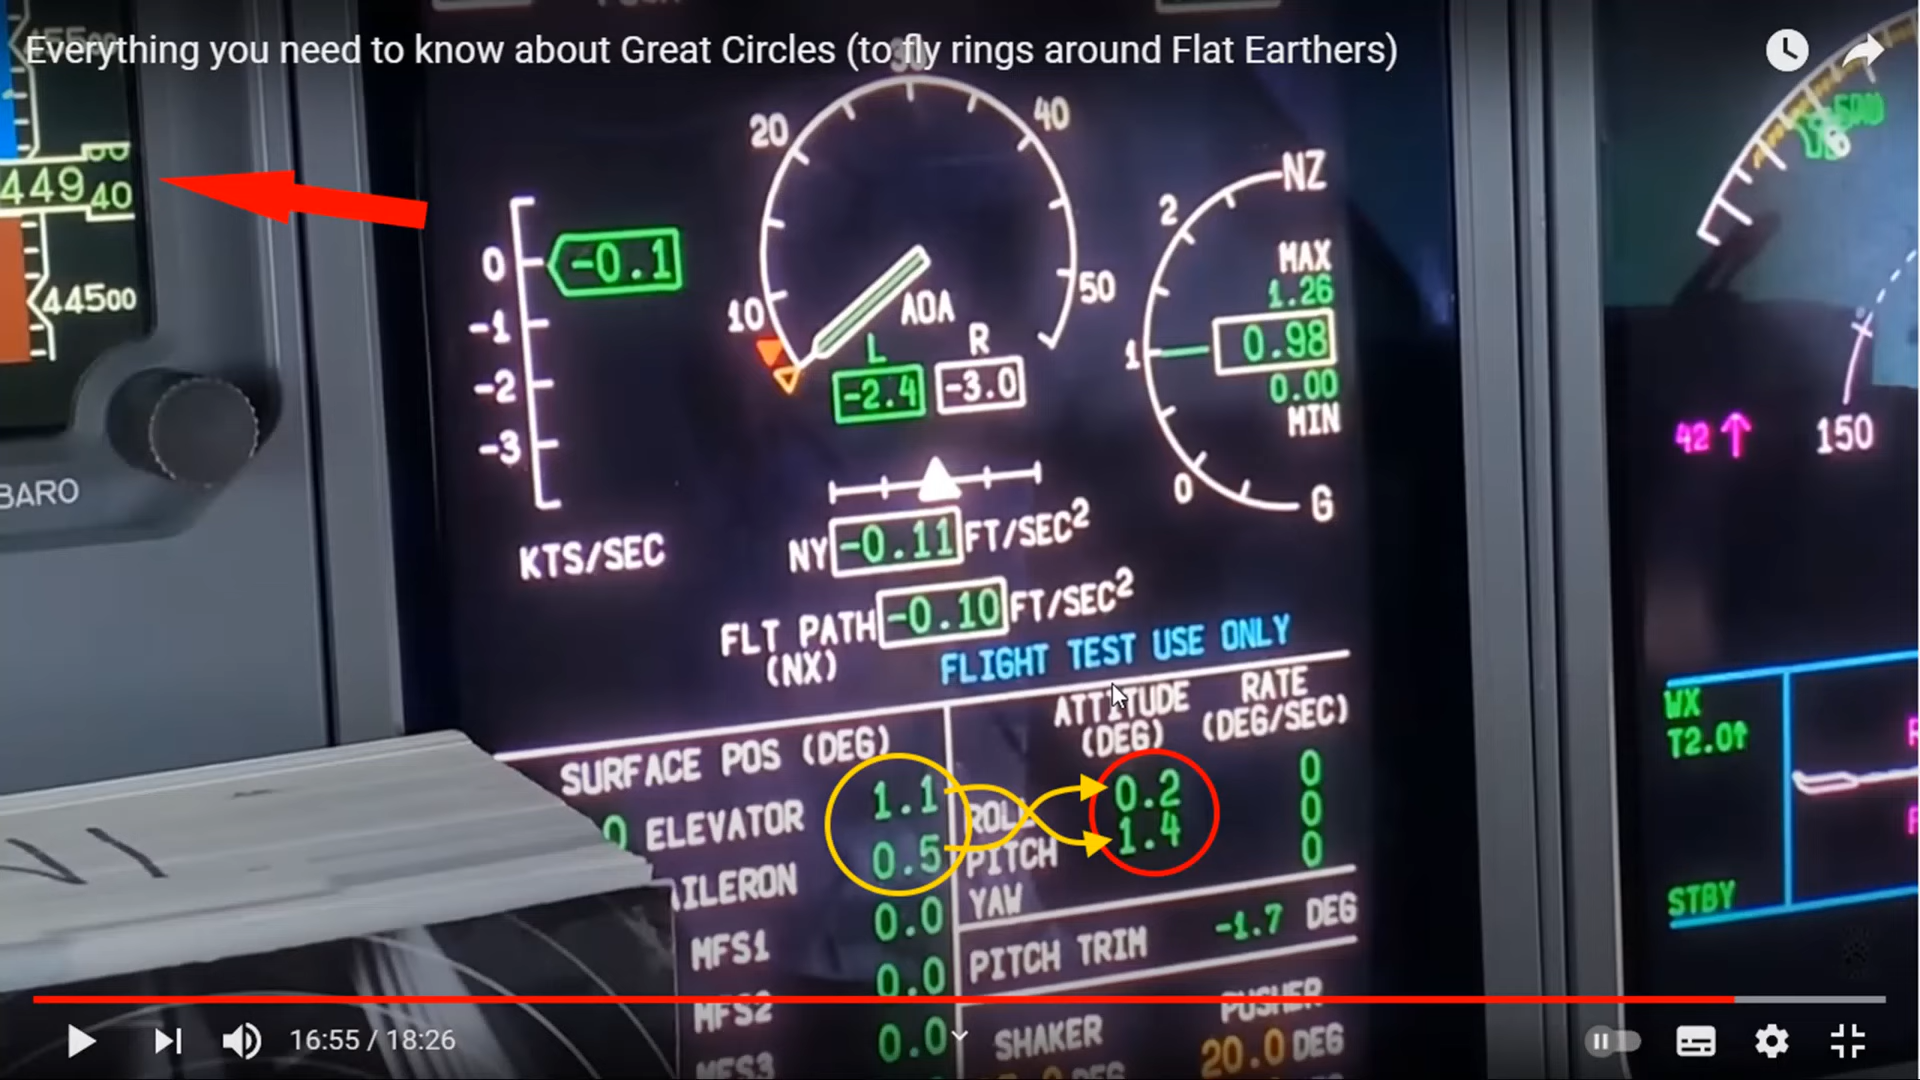 Everything you need to know about Great Circles (to fly rings around Flat Earthers)
30
20
40
449 40
NZ
2
0
-0.1
MAX
1.26
44500
10
AOA
50
-1
L
R
1
0.98
-2
-2.4
-3.0
0.00
MIN
42
150
-3
BARO
0
G
KTS/SEC
NY -0.11 FT/SEC2
FLT PATH -0.10 FT/SEC2
(NX)
FLIGHT TEST USE ONLY
ATTITUDE RATE
(DEG) (DEG/SEC)
WX
T2.0↑
SURFACE POS (DEG)
ELEVATOR 1.1
ROLL 0.2 0
AILERON 0.5
PITCH 1.4 0
YAW 0
MFS1 0.0
STBY
PITCH TRIM -1.7 DEG
MFS2 0.0
PUSHER
MFS3 0.0
SHAKER 20.0 DEG
DEG
16:55 / 18:26